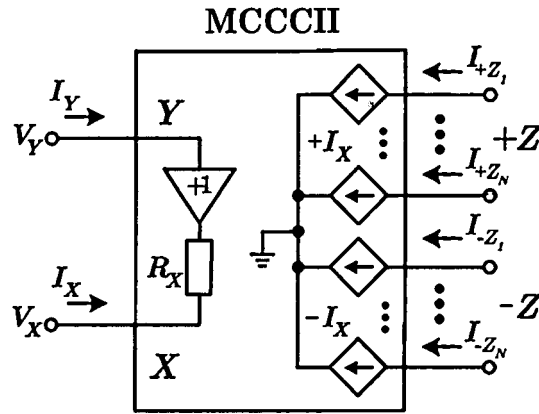 MCCCII
I_Y
Y
V_Y
+1
R_X
I_X
V_X
X
I_{+Z_1}
+I_X
+Z
I_{+Z_N}
I_{-Z_1}
-I_X
-Z
I_{-Z_N}